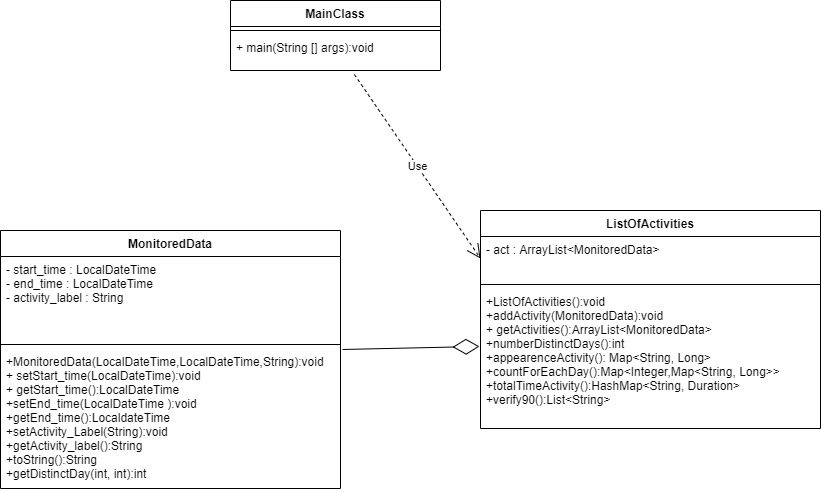 MainClass
+ main(String [] args):void
Use
MonitoredData
- start_time : LocalDateTime
- end_time : LocalDateTime
- activity_label : String
+MonitoredData(LocalDateTime,LocalDateTime,String):void
+ setStart_time(LocalDateTime):void
+ getStart_time():LocalDateTime
+setEnd_time(LocalDateTime ):void
+getEnd_time():LocaldateTime
+setActivity_Label(String):void
+getActivity_label():String
+toString():String
+getDistinctDay(int, int):int
ListOfActivities
- act : ArrayList<MonitoredData>
+ListOfActivities():void
+addActivity(MonitoredData):void
+ getActivities():ArrayList<MonitoredData>
+numberDistinctDays():int
+appearenceActivity(): Map<String, Long>
+countForEachDay():Map<Integer,Map<String, Long>>
+totalTimeActivity():HashMap<String, Duration>
+verify90():List<String>